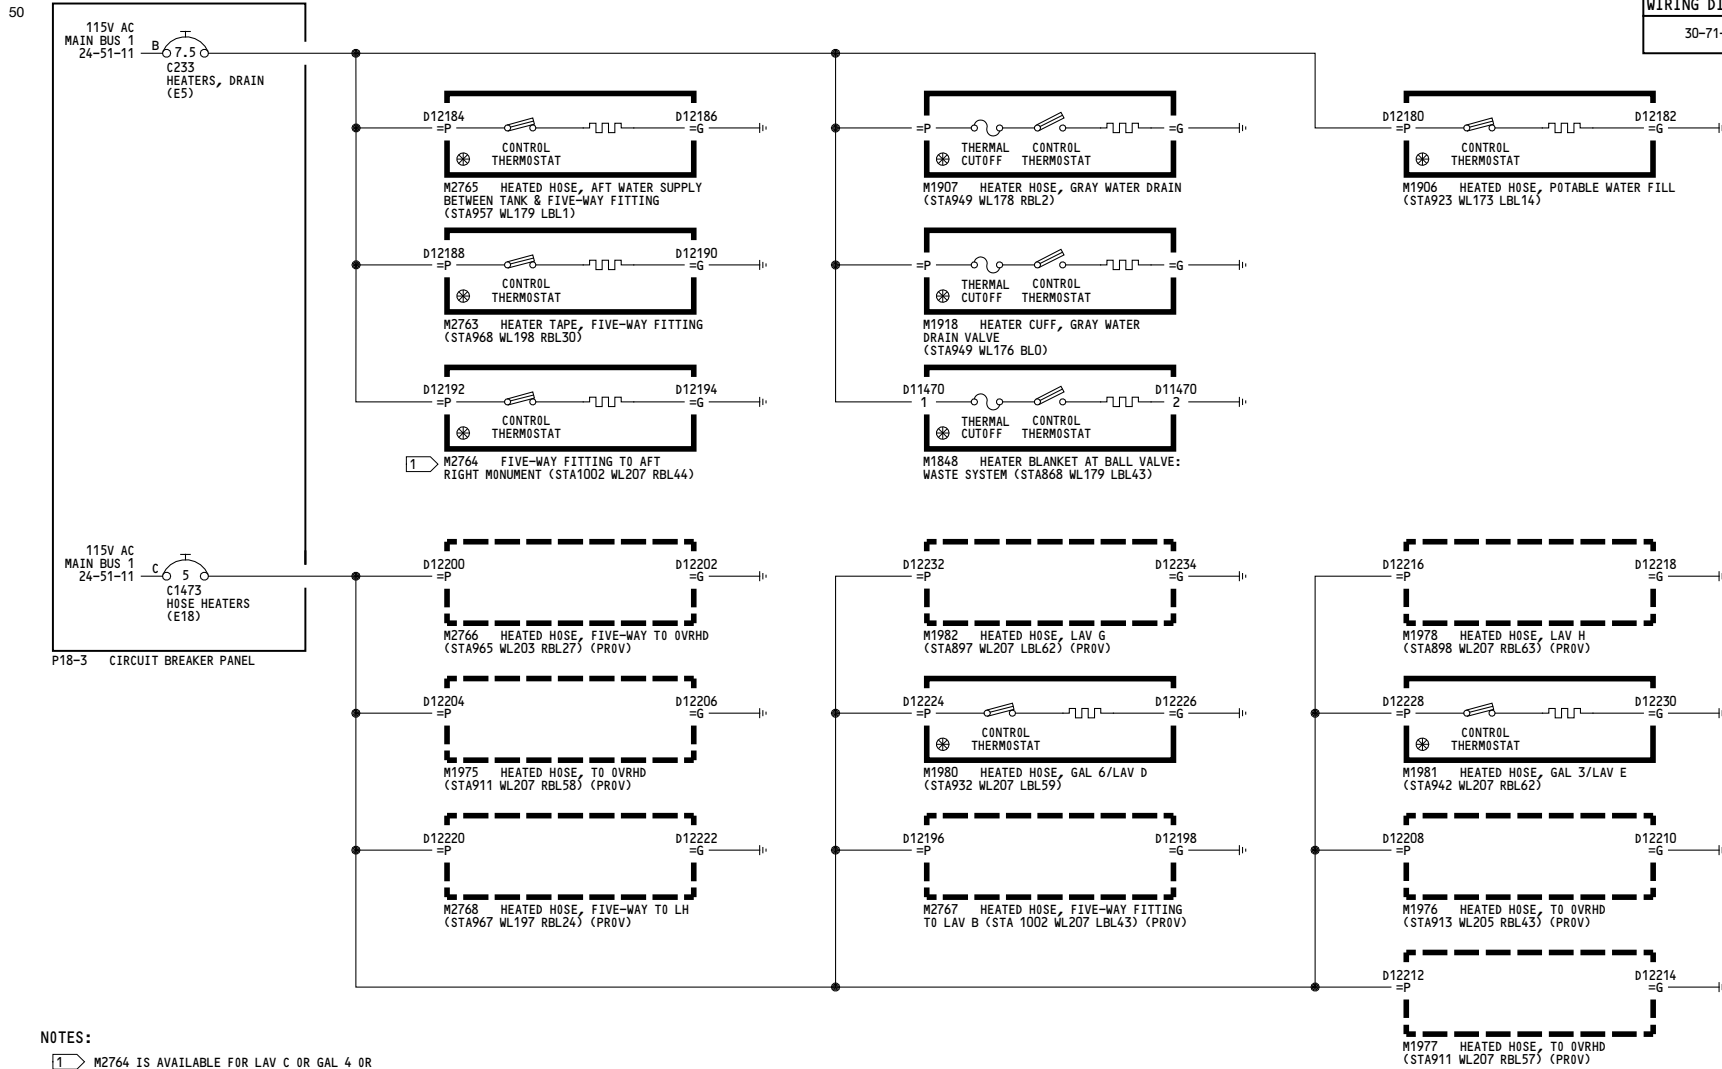 50
WIRING DI
30-71-
115V AC
MAIN BUS 1
24-51-11
B
7.5
C233
HEATERS, DRAIN
(E5)
D12184
=P
D12186
=G
CONTROL
THERMOSTAT
M2765 HEATED HOSE, AFT WATER SUPPLY
BETWEEN TANK & FIVE-WAY FITTING
(STA957 WL179 LBL1)
=P
=G
THERMAL
CUTOFF
CONTROL
THERMOSTAT
M1907 HEATER HOSE, GRAY WATER DRAIN
(STA949 WL178 RBL2)
D12180
=P
D12182
=G
CONTROL
THERMOSTAT
M1906 HEATED HOSE, POTABLE WATER FILL
(STA923 WL173 LBL14)
D12188
=P
D12190
=G
CONTROL
THERMOSTAT
M2763 HEATER TAPE, FIVE-WAY FITTING
(STA968 WL198 RBL30)
=P
=G
THERMAL
CUTOFF
CONTROL
THERMOSTAT
M1918 HEATER CUFF, GRAY WATER
DRAIN VALVE
(STA949 WL176 BL0)
D12192
=P
D12194
=G
CONTROL
THERMOSTAT
1
M2764 FIVE-WAY FITTING TO AFT
RIGHT MONUMENT (STA1002 WL207 RBL44)
D11470
1
D11470
2
THERMAL
CUTOFF
CONTROL
THERMOSTAT
M1848 HEATER BLANKET AT BALL VALVE:
WASTE SYSTEM (STA868 WL179 LBL43)
115V AC
MAIN BUS 1
24-51-11
C
5
C1473
HOSE HEATERS
(E18)
P18-3 CIRCUIT BREAKER PANEL
D12200
=P
D12202
=G
M2766 HEATED HOSE, FIVE-WAY TO OVRHD
(STA965 WL203 RBL27) (PROV)
D12232
=P
D12234
=G
M1982 HEATED HOSE, LAV G
(STA897 WL207 LBL62) (PROV)
D12216
=P
D12218
=G
M1978 HEATED HOSE, LAV H
(STA898 WL207 RBL63) (PROV)
D12204
=P
D12206
=G
M1975 HEATED HOSE, TO OVRHD
(STA911 WL207 RBL58) (PROV)
D12224
=P
D12226
=G
CONTROL
THERMOSTAT
M1980 HEATED HOSE, GAL 6/LAV D
(STA932 WL207 LBL59)
D12228
=P
D12230
=G
CONTROL
THERMOSTAT
M1981 HEATED HOSE, GAL 3/LAV E
(STA942 WL207 RBL62)
D12220
=P
D12222
=G
M2768 HEATED HOSE, FIVE-WAY TO LH
(STA967 WL197 RBL24) (PROV)
D12196
=P
D12198
=G
M2767 HEATED HOSE, FIVE-WAY FITTING
TO LAV B (STA 1002 WL207 LBL43) (PROV)
D12208
=P
D12210
=G
M1976 HEATED HOSE, TO OVRHD
(STA913 WL205 RBL43) (PROV)
D12212
=P
D12214
=G
M1977 HEATED HOSE, TO OVRHD
(STA911 WL207 RBL57) (PROV)
NOTES:
1 M2764 IS AVAILABLE FOR LAV C OR GAL 4 OR